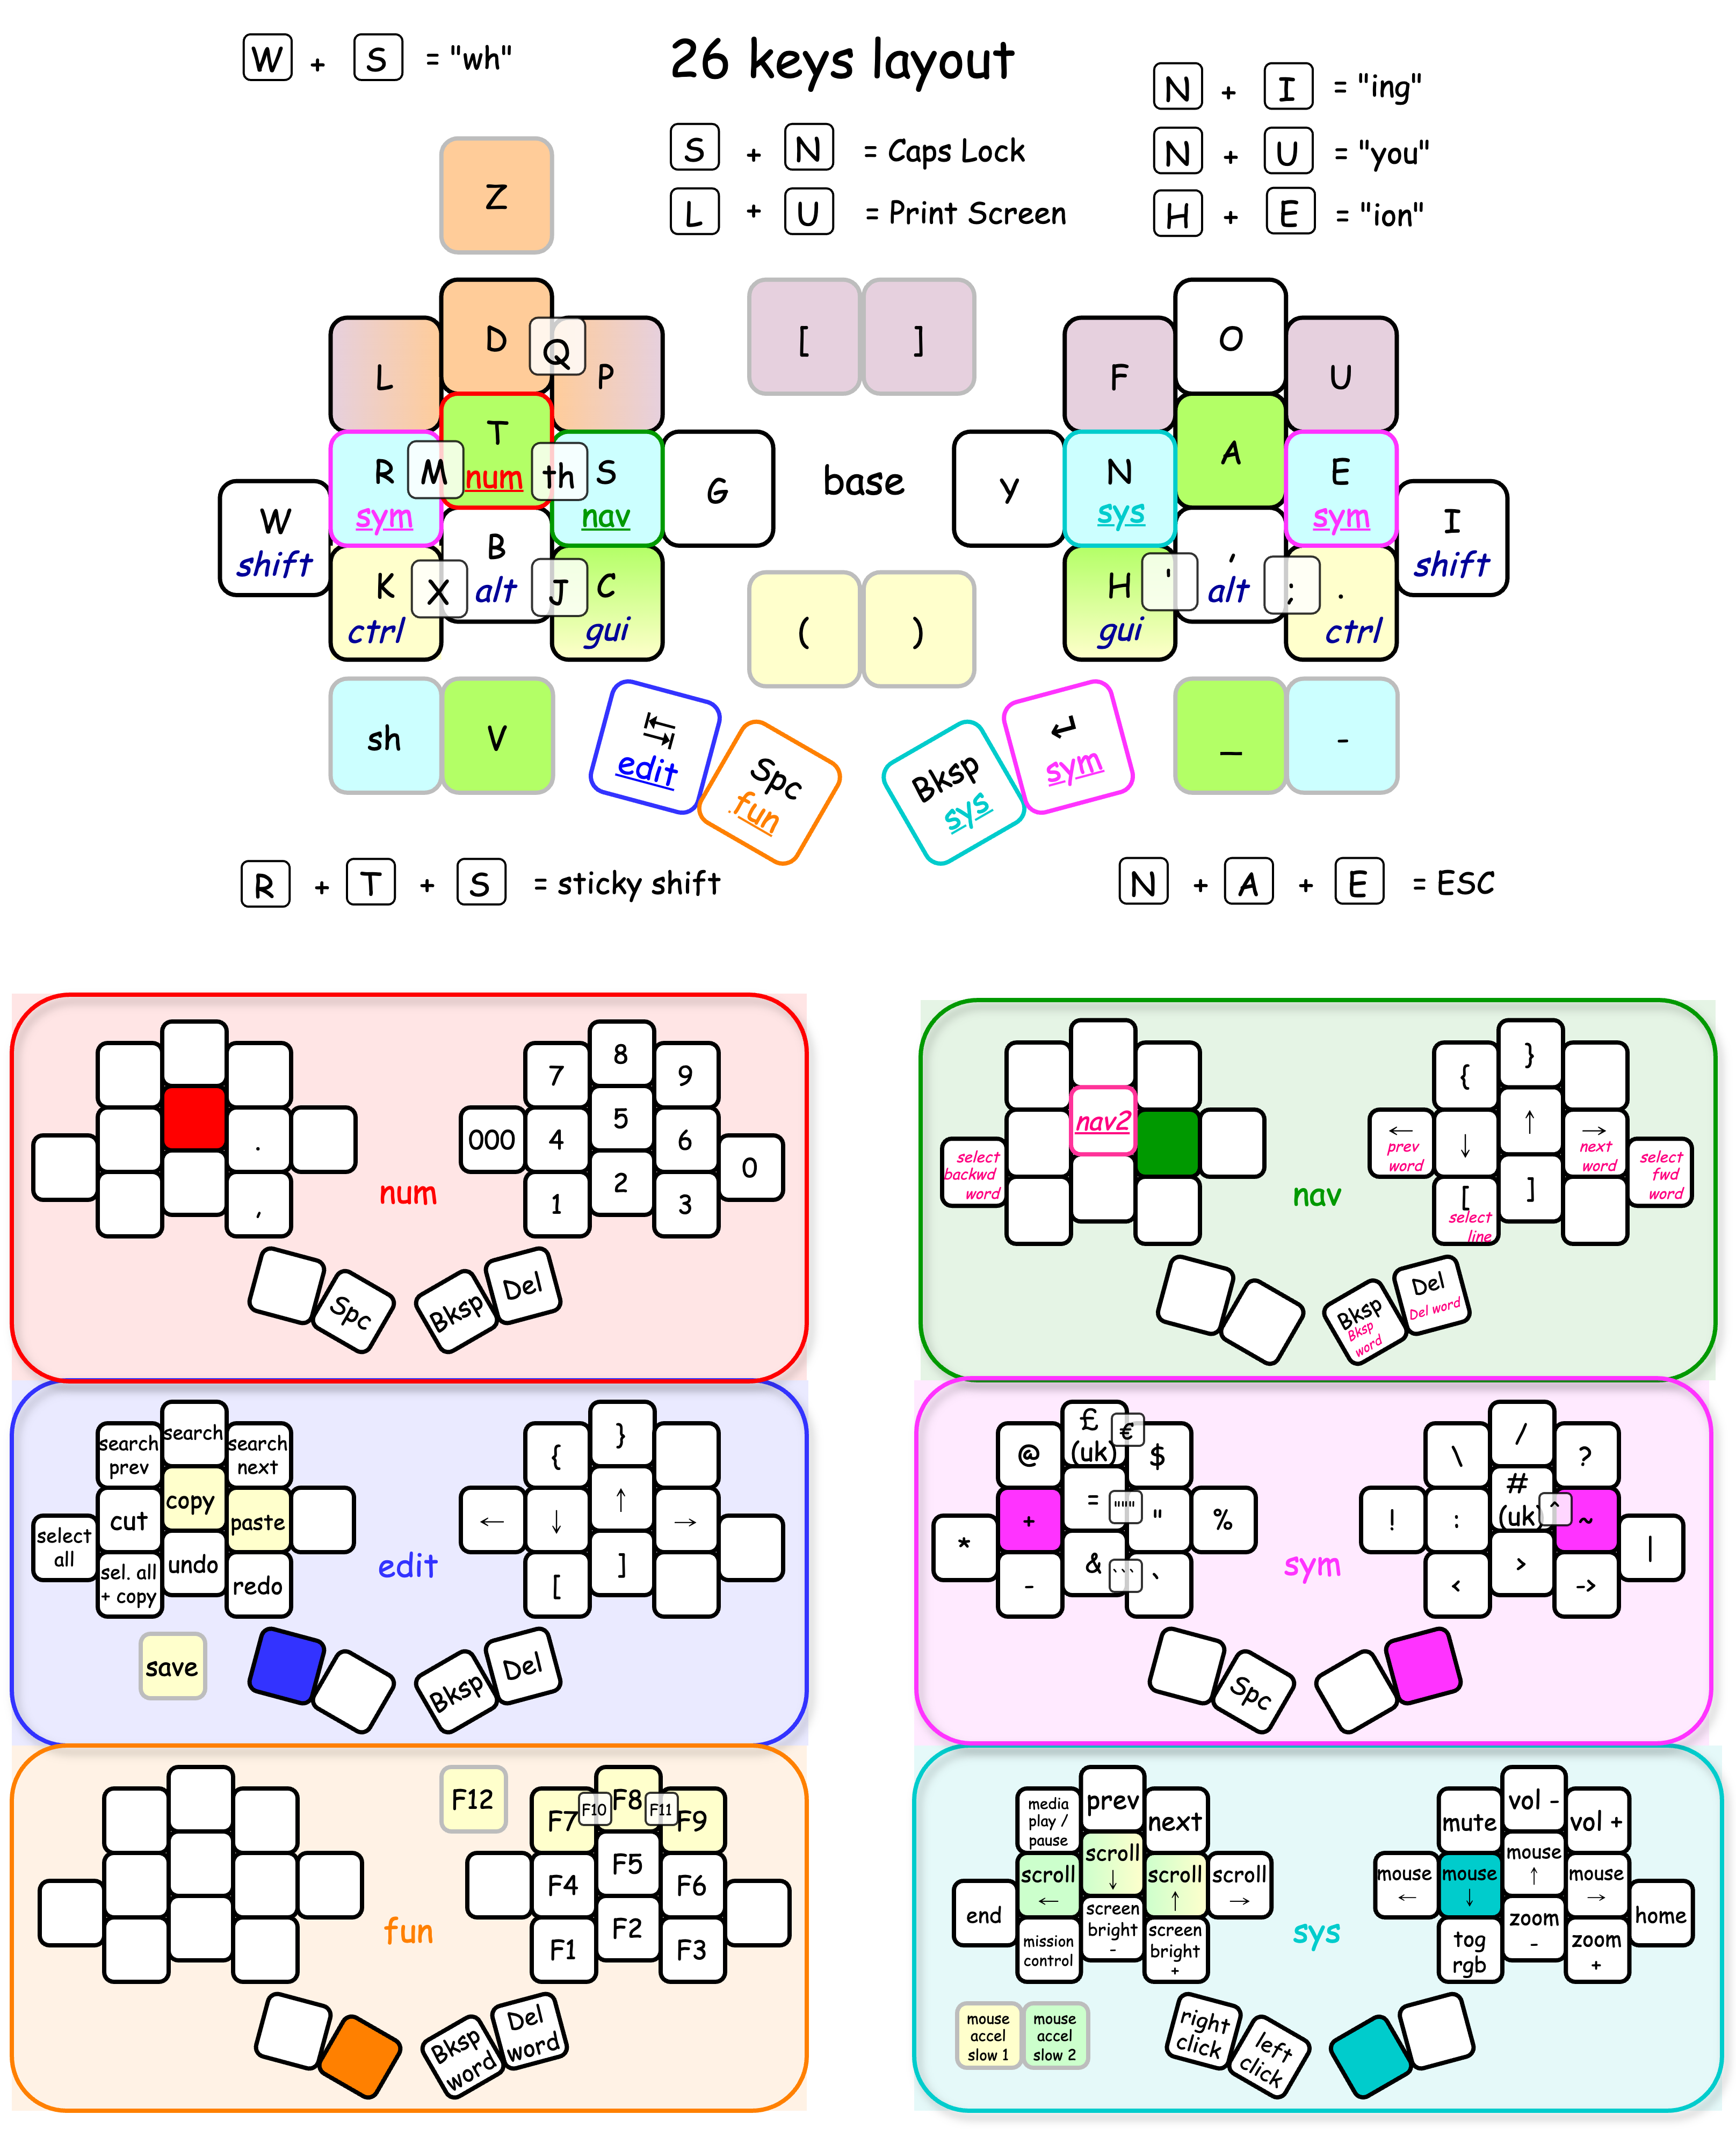 26 keys layout
W + S = "wh"
S + N = Caps Lock
L + U = Print Screen
N + I = "ing"
N + U = "you"
H + E = "ion"
Z
L D Q P
R sym M T num th S nav G
W shift
K ctrl X B alt J C gui
sh V
edit
Spc fun
[ ]
base
( )
F O U
Y N sys A E sym
I shift
H gui ' , alt ; . ctrl
Bksp sys
↵ sym
_ -
R + T + S = sticky shift
N + A + E = ESC
num
.
,
7 8 9
000 4 5 6
0
1 2 3
Spc Bksp Del
nav
nav2
select
backwd
word
{ }
← prev word
↓ ↑
→ next word
select
fwd
word
[ select line
]
Bksp
Bksp
word
Del
Del word
edit
search
prev
search
search
next
cut copy paste
select
all
sel. all
+ copy
undo redo
save
{ }
← ↓ ↑ →
[ ]
Bksp Del
sym
@ £ (uk) € $
+ = """ " %
*
- & ``` `
\ / ?
! : # (uk) ^ ~
|
< > ->
Spc
fun
F12
F7 F10 F8 F11 F9
F4 F5 F6
F1 F2 F3
Bksp
word
Del
word
sys
media
play /
pause
prev next
scroll ←
scroll ↓
scroll ↑
scroll →
end
mission
control
screen
bright
-
screen
bright
+
mouse
accel
slow 1
mouse
accel
slow 2
right
click
left
click
mute vol - vol +
mouse ←
mouse ↓
mouse ↑
mouse →
home
tog
rgb
zoom
-
zoom
+